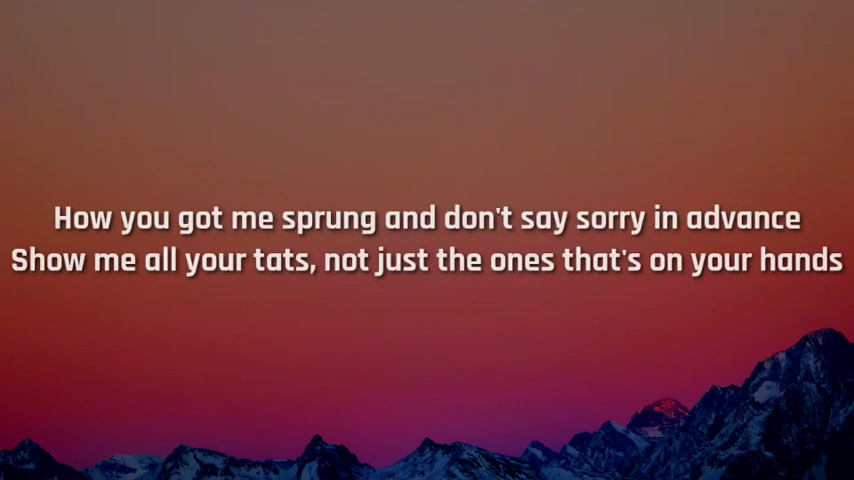 How you got me sprung and don't say sorry in advance
Show me all your tats, not just the ones that's on your hands